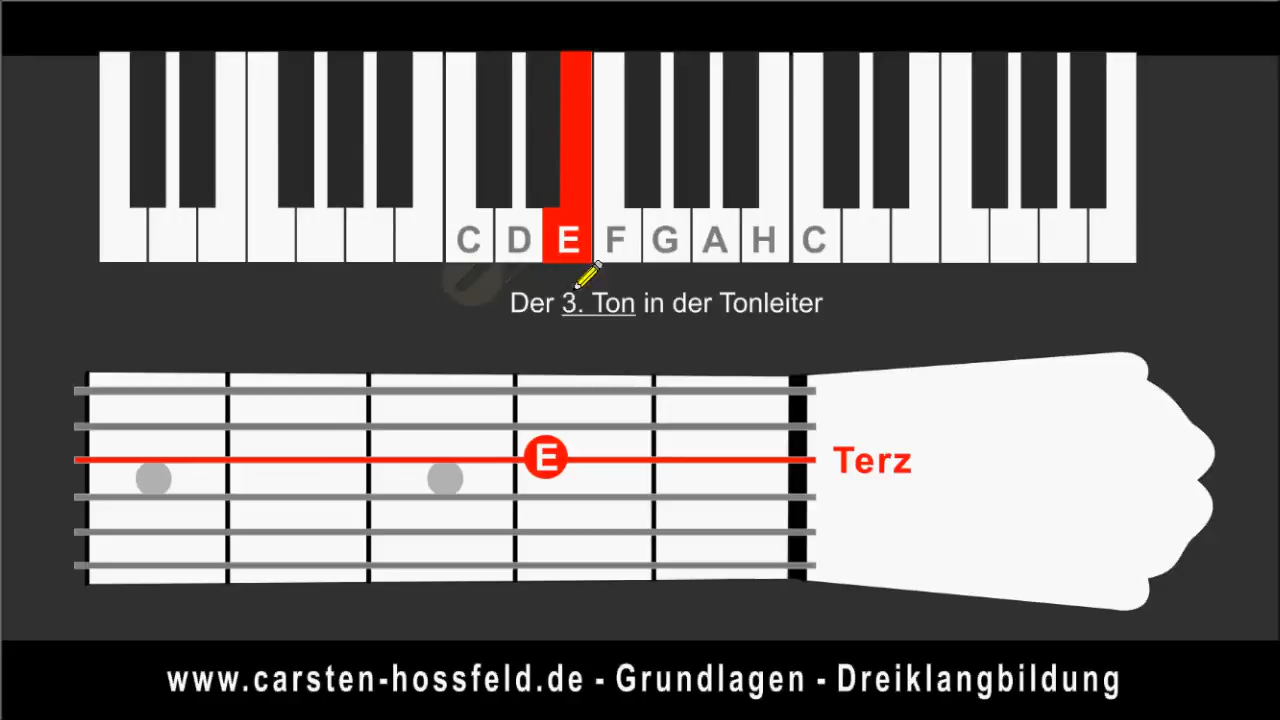 C D E F G A H C
Der 3. Ton in der Tonleiter
E
Terz
www.carsten-hossfeld.de - Grundlagen - Dreiklangbildung